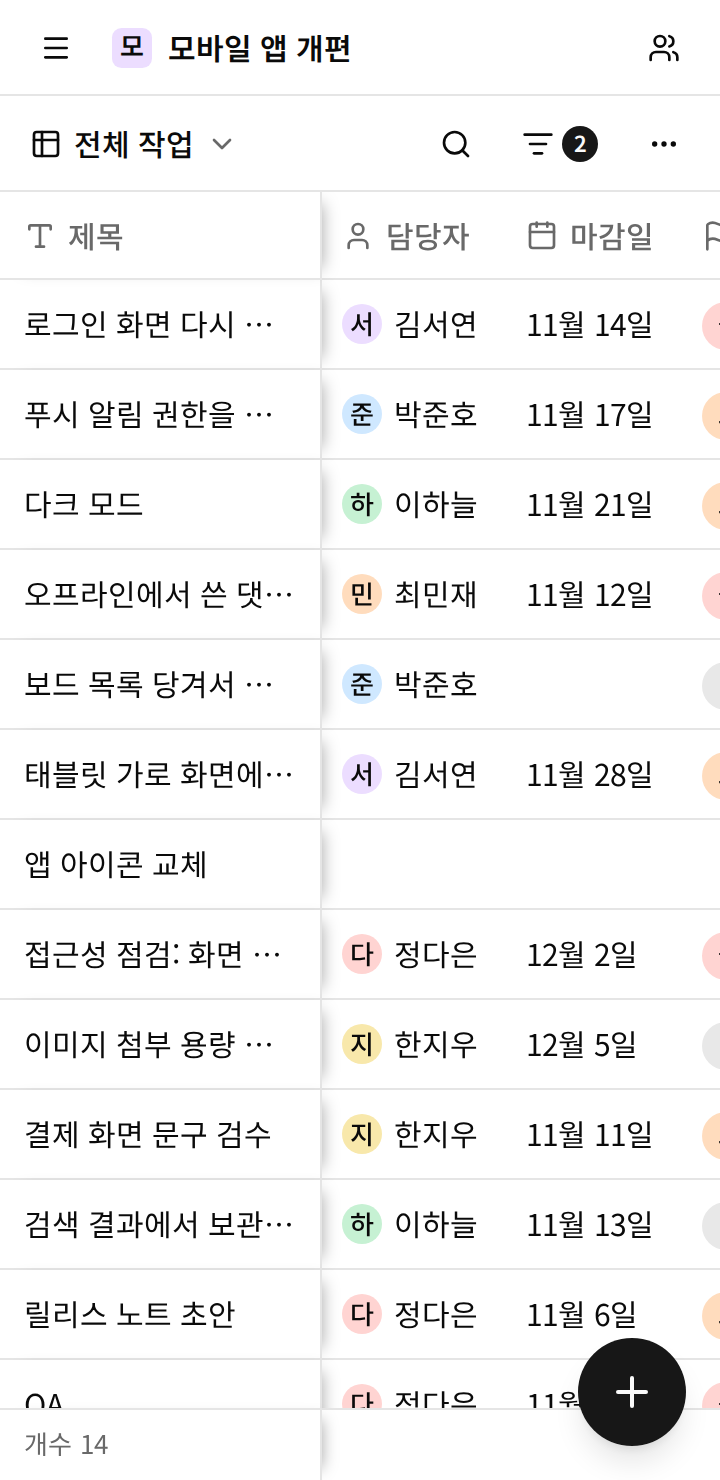 모 모바일 앱 개편
전체 작업 2
제목 담당자 마감일
로그인 화면 다시 … 서 김서연 11월 14일
푸시 알림 권한을 … 준 박준호 11월 17일
다크 모드 하 이하늘 11월 21일
오프라인에서 쓴 댓… 민 최민재 11월 12일
보드 목록 당겨서 … 준 박준호
태블릿 가로 화면에… 서 김서연 11월 28일
앱 아이콘 교체
접근성 점검: 화면 … 다 정다은 12월 2일
이미지 첨부 용량 … 지 한지우 12월 5일
결제 화면 문구 검수 지 한지우 11월 11일
검색 결과에서 보관… 하 이하늘 11월 13일
릴리스 노트 초안 다 정다은 11월 6일
QA 다 정다은
개수 14